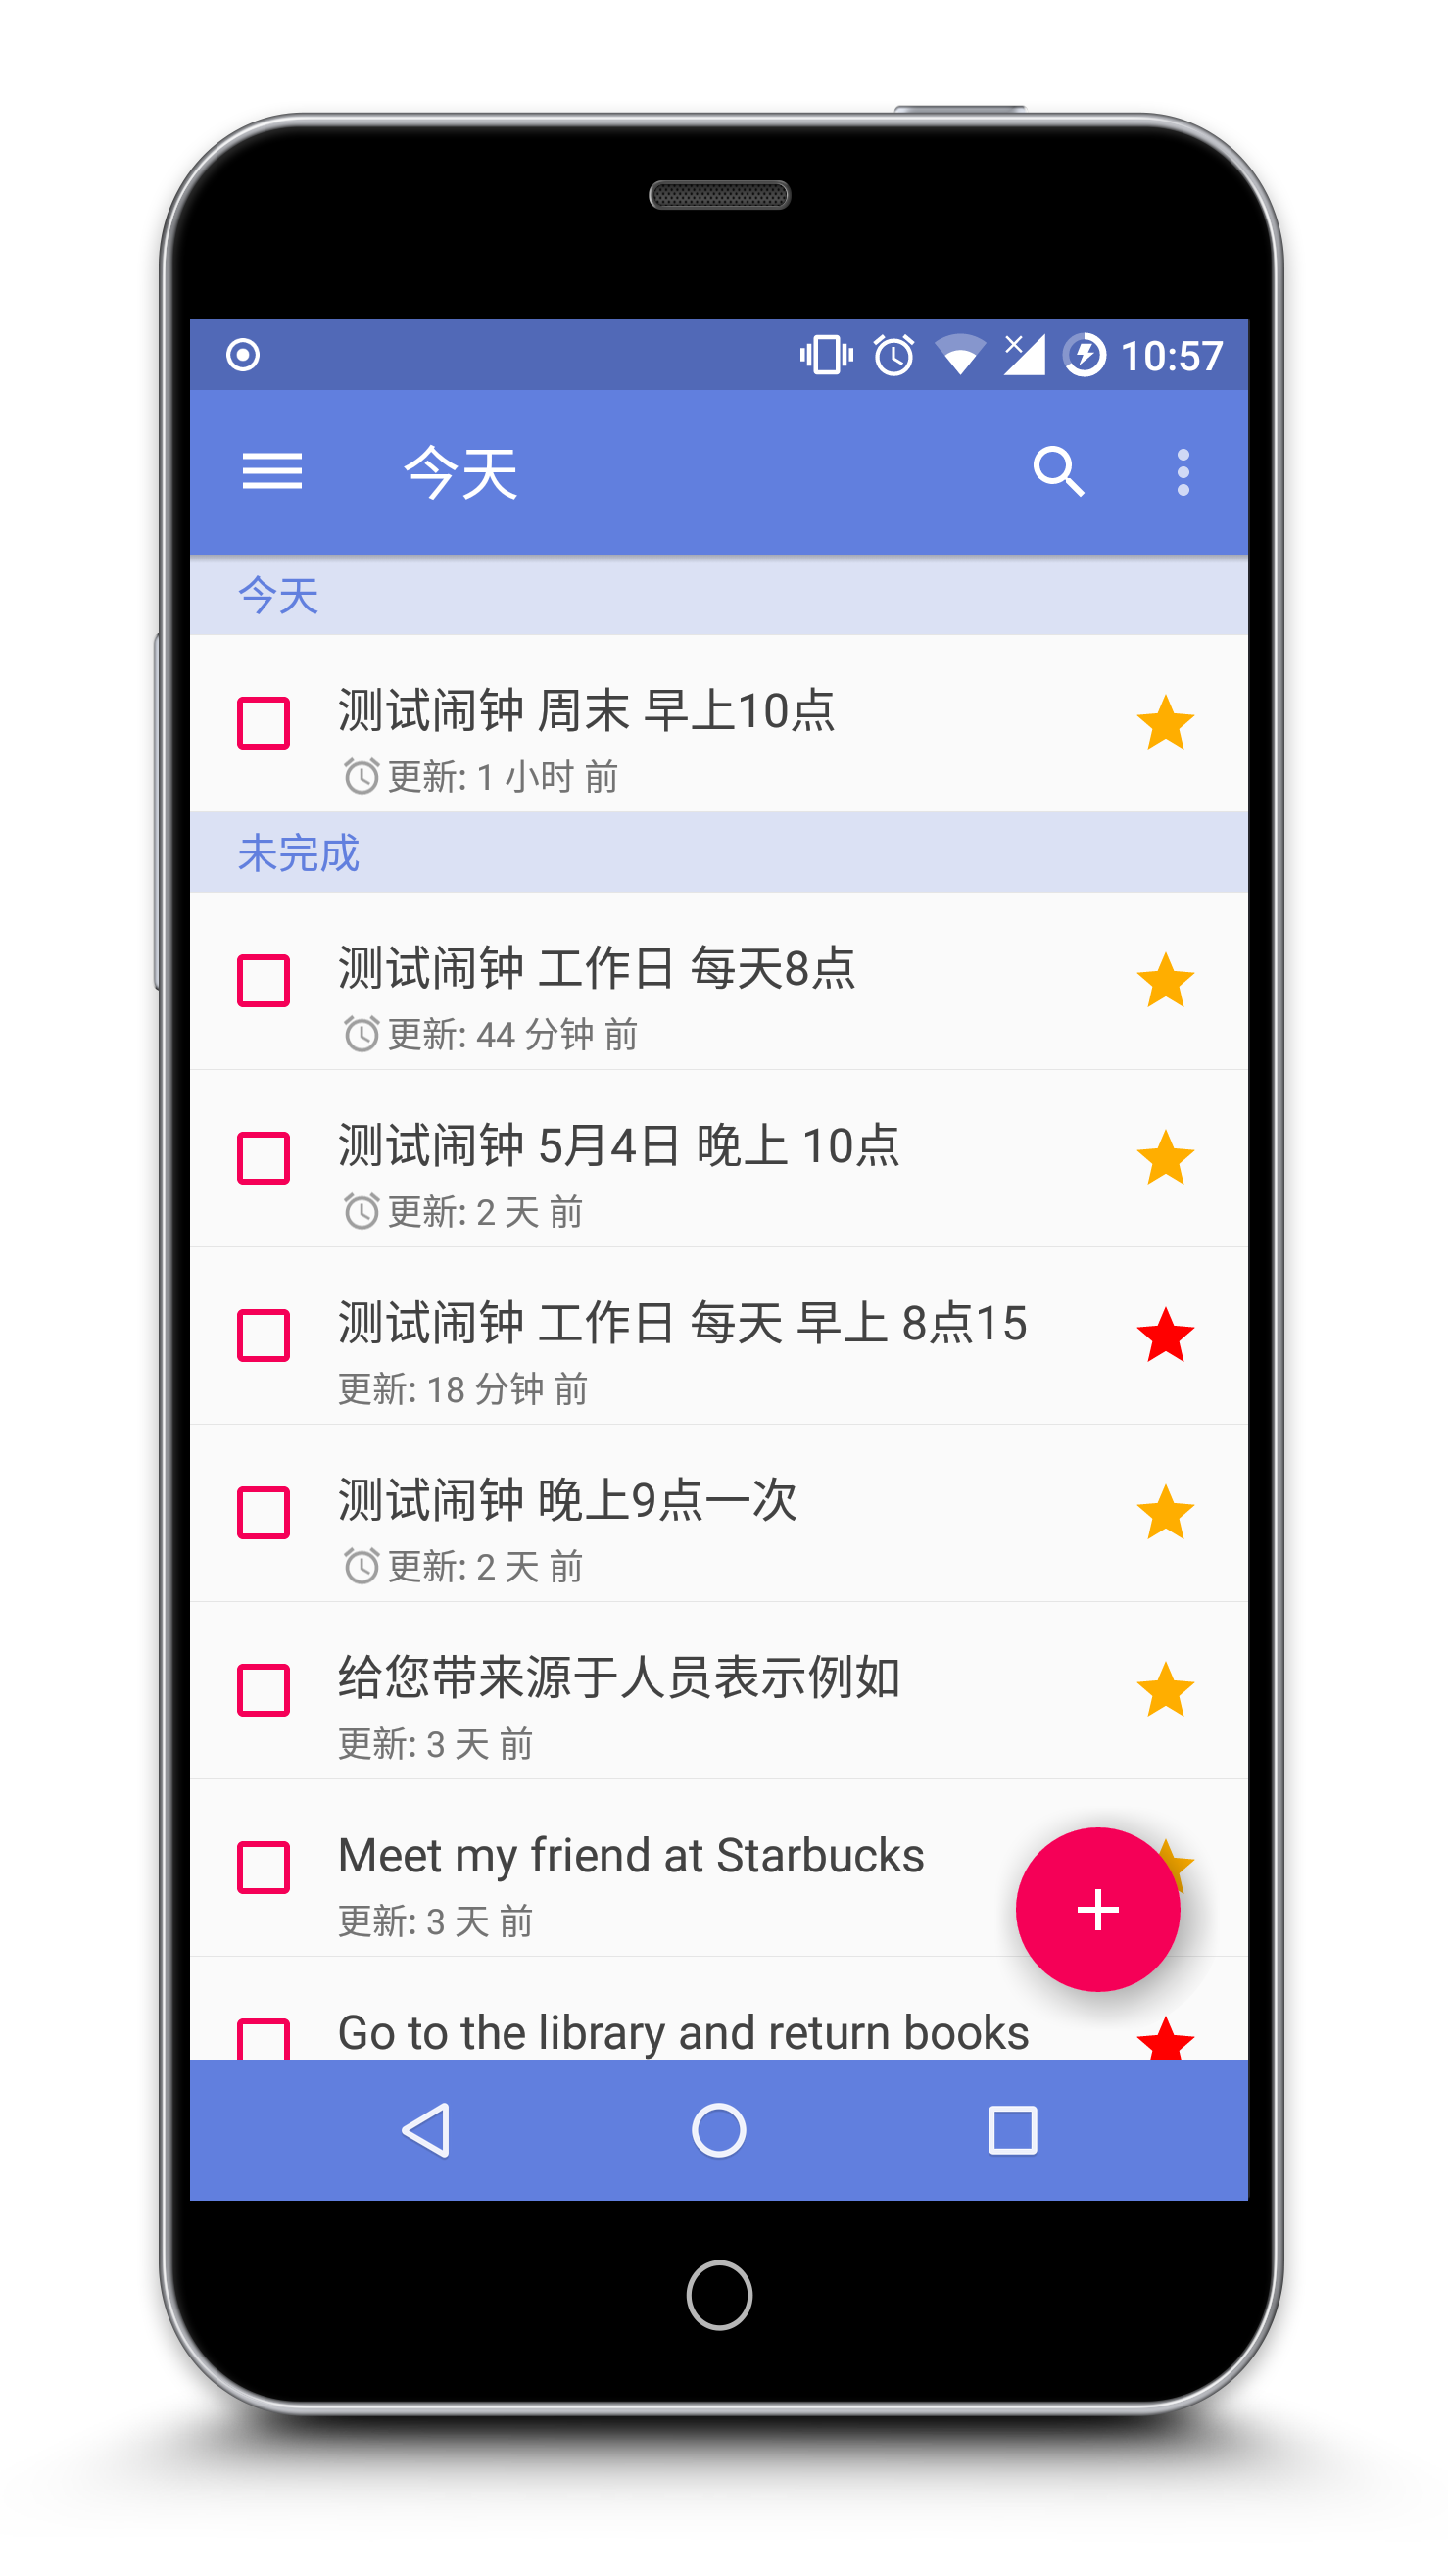 10:57
今天
今天
测试闹钟 周末 早上10点
更新: 1 小时 前
未完成
测试闹钟 工作日 每天8点
更新: 44 分钟 前
测试闹钟 5月4日 晚上 10点
更新: 2 天 前
测试闹钟 工作日 每天 早上 8点15
更新: 18 分钟 前
测试闹钟 晚上9点一次
更新: 2 天 前
给您带来源于人员表示例如
更新: 3 天 前
Meet my friend at Starbucks
更新: 3 天 前
Go to the library and return books